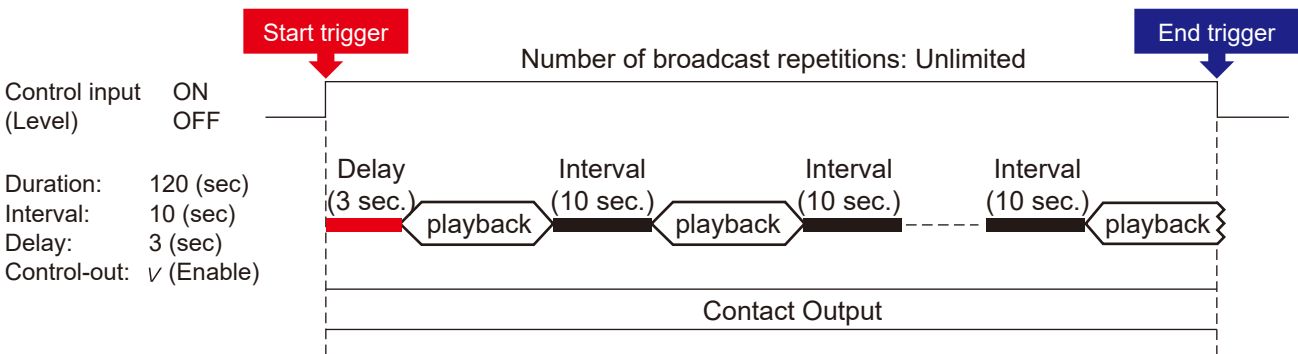 Start trigger
End trigger
Number of broadcast repetitions: Unlimited
Control input ON
(Level) OFF
Delay
(3 sec.)
Interval
(10 sec.)
Interval
(10 sec.)
Interval
(10 sec.)
Duration: 120 (sec)
Interval: 10 (sec)
Delay: 3 (sec)
Control-out: ✓ (Enable)
playback
playback
playback
Contact Output